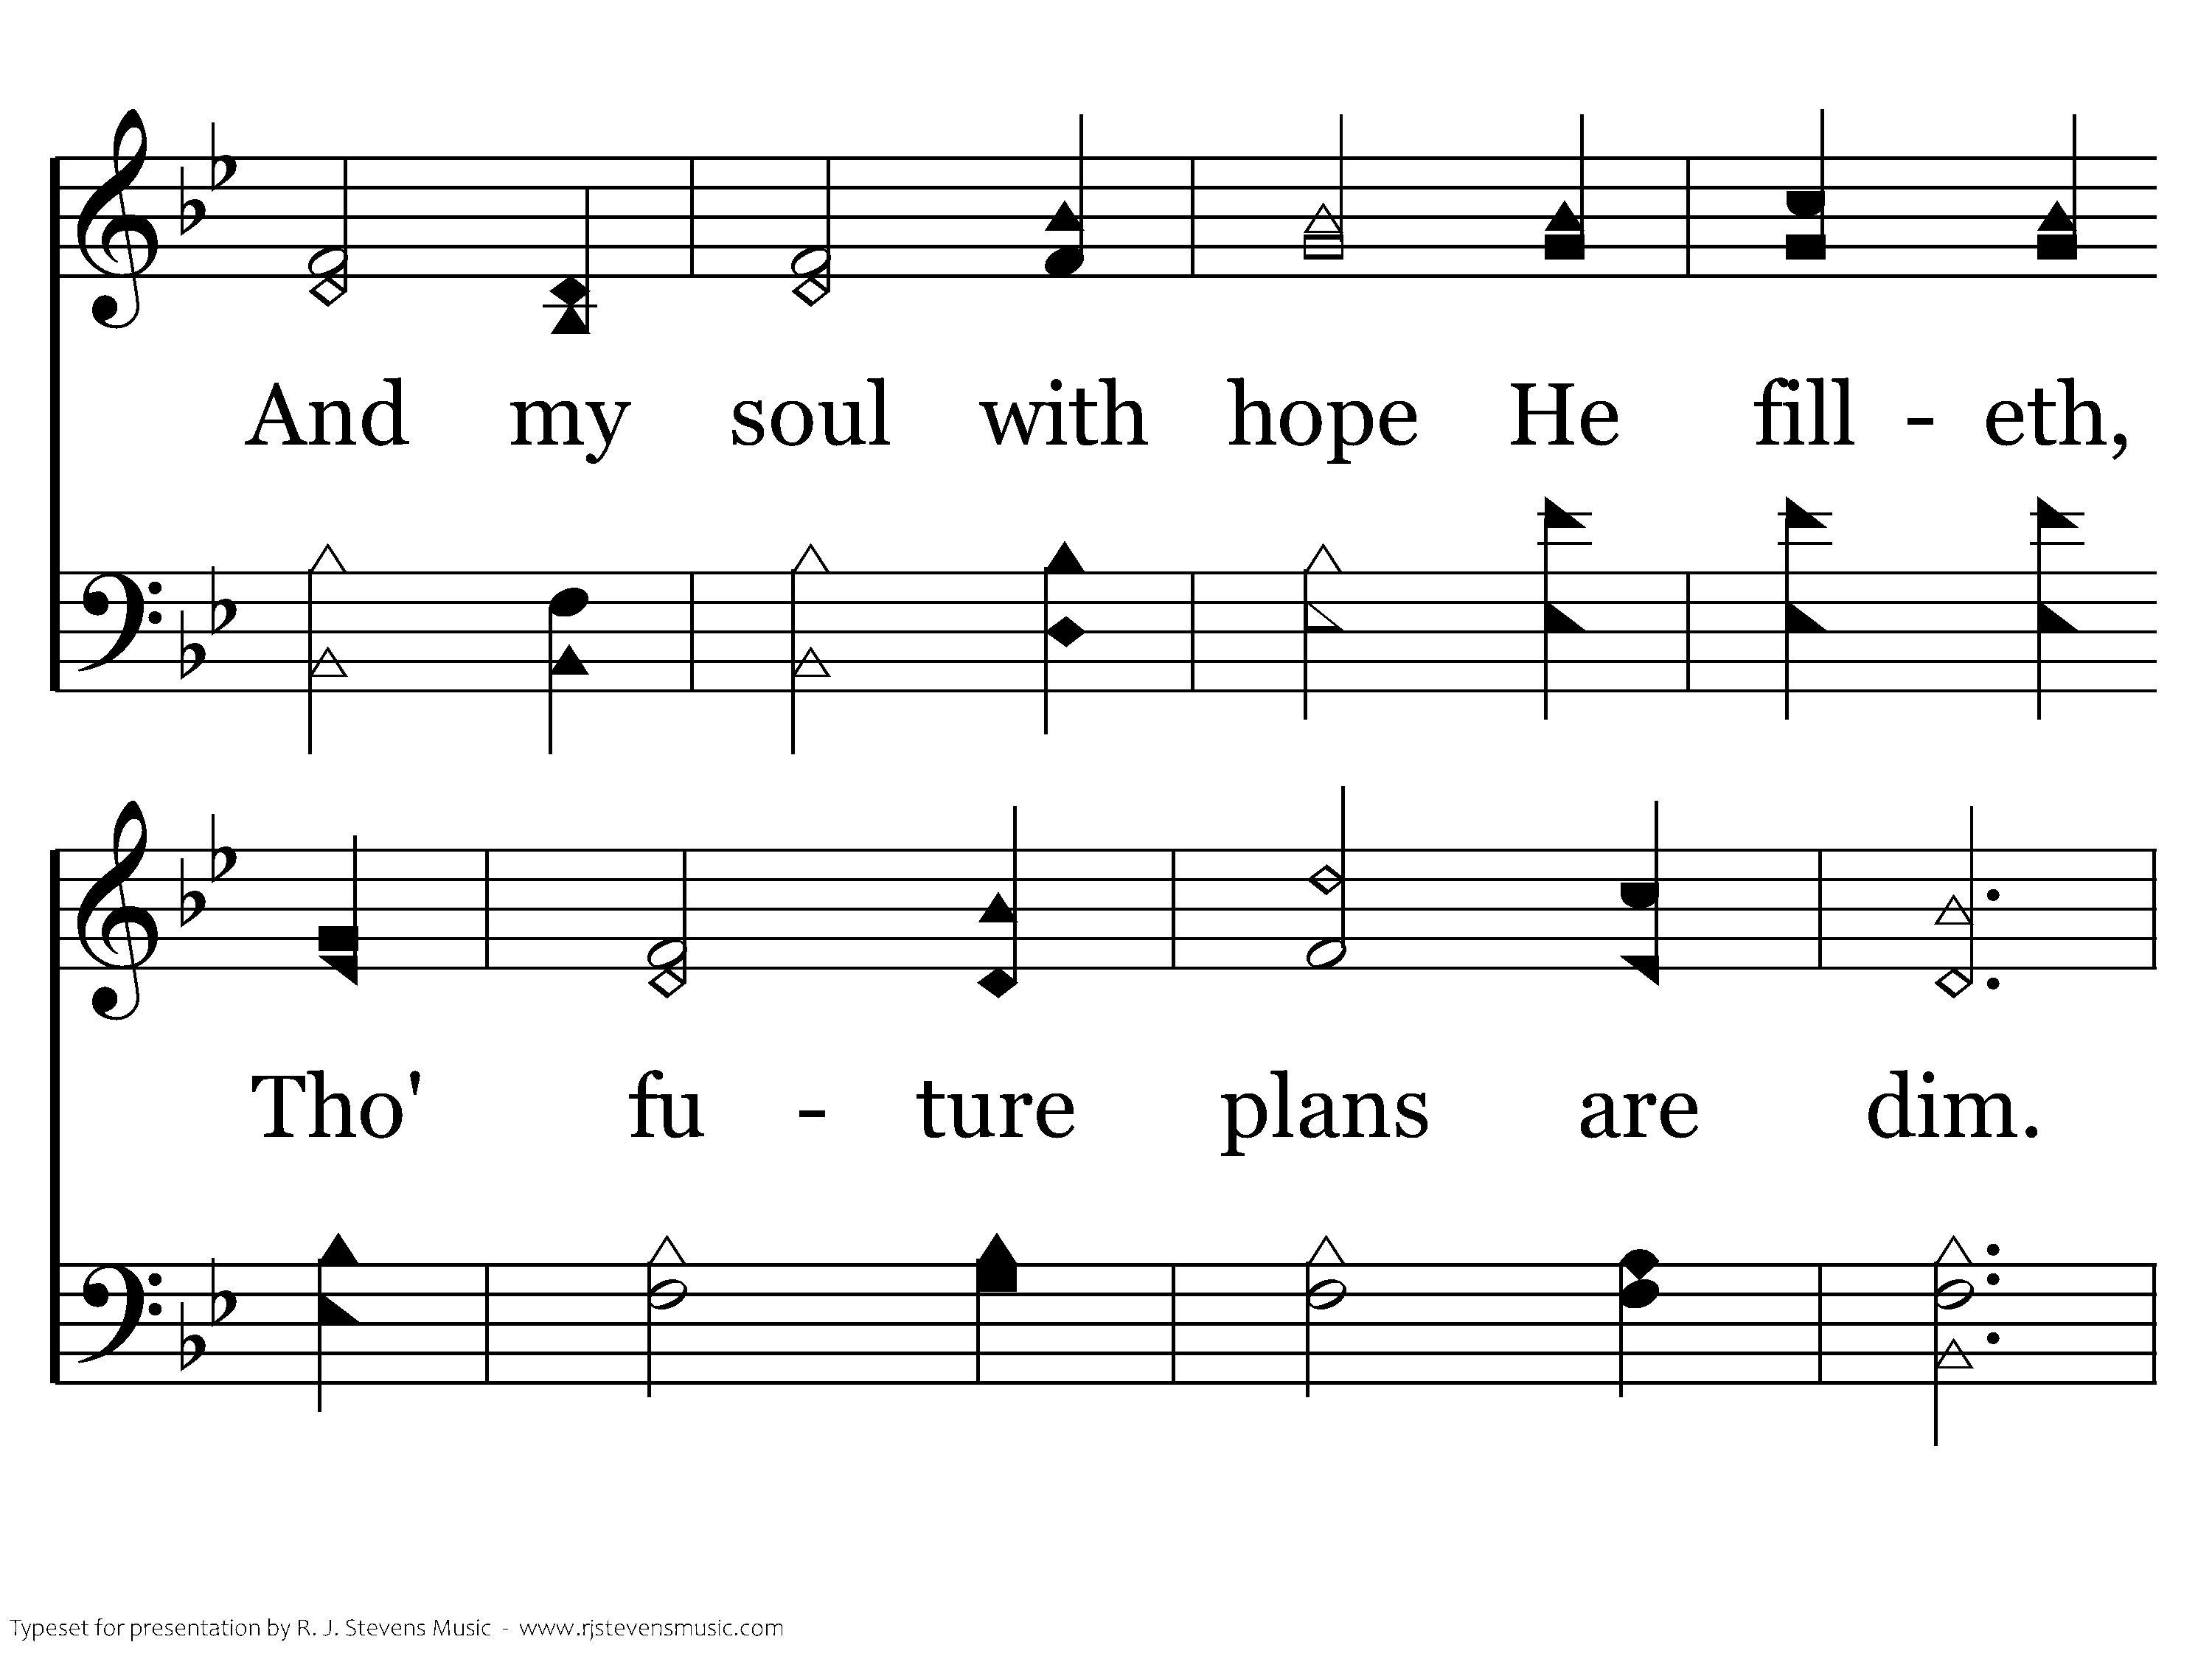 And my soul with hope He fill - eth,
Tho' fu - ture plans are dim.
Typeset for presentation by R. J. Stevens Music - www.rjstevensmusic.com